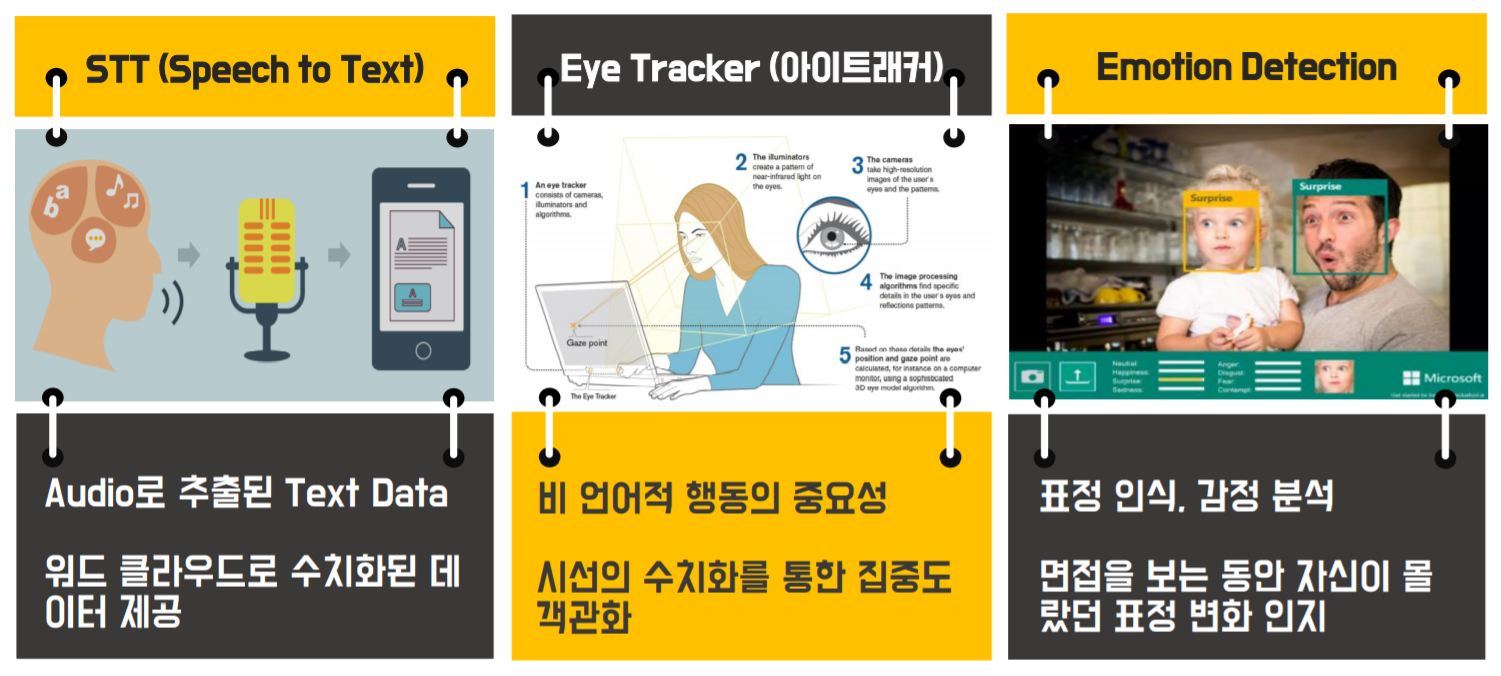 STT (Speech to Text)
b a
A
A
Audio로 추출된 Text Data
워드 클라우드로 수치화된 데
이터 제공
Eye Tracker (아이트래커)
1 An eye tracker
consists of cameras,
illuminators and
algorithms.
2 The illuminators
create a pattern of
near-infrared light on
the eyes.
3 The cameras
take high-resolution
images of the user's
eyes and the patterns.
4 The image processing
algorithms find specific
details in the user's eyes and
reflections patterns.
5 Based on these details the eyes'
position and gaze point are
calculated, for instance on a computer
monitor, using a sophisticated
3D eye model algorithm.
Gaze point
The Eye Tracker
비 언어적 행동의 중요성
시선의 수치화를 통한 집중도
객관화
Emotion Detection
Surprise
Surprise
Neutral:
Happiness:
Surprise:
Sadness:
Anger:
Disgust:
Fear:
Contempt:
Microsoft
표정 인식, 감정 분석
면접을 보는 동안 자신이 몰
랐던 표정 변화 인지